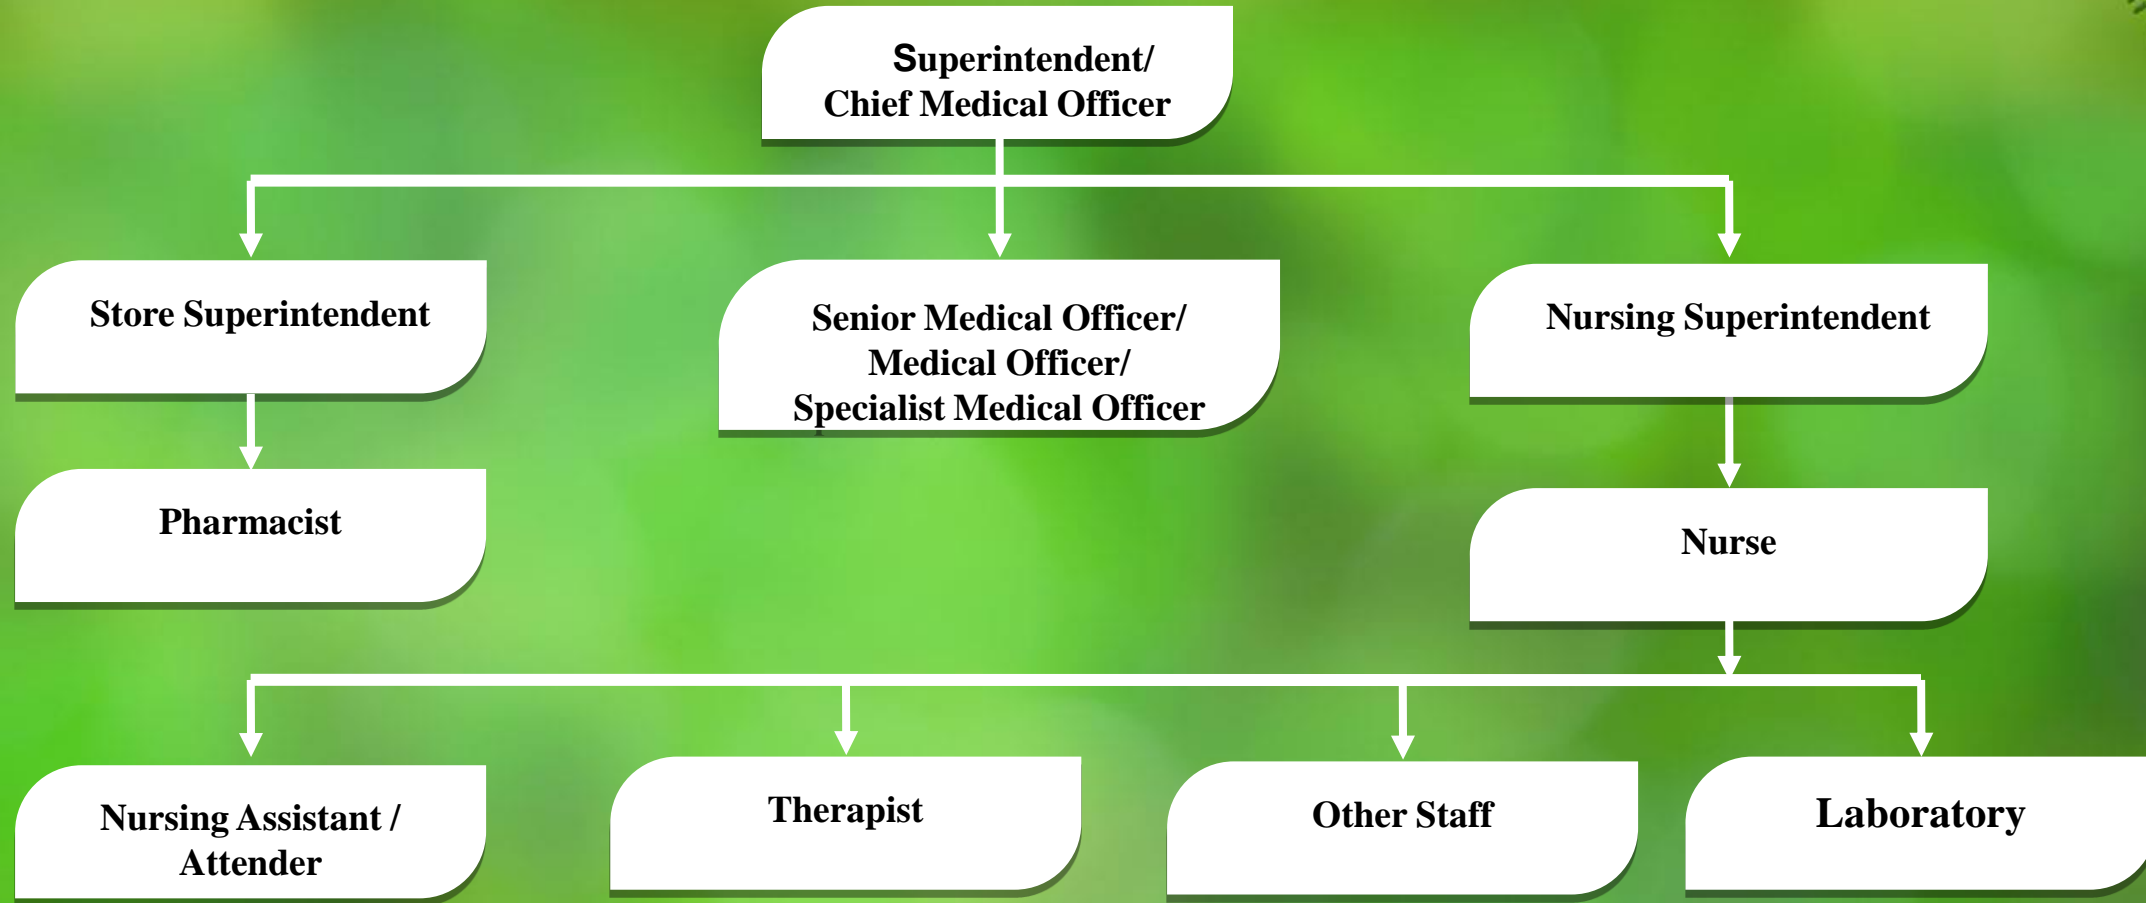 Superintendent/
Chief Medical Officer
Store Superintendent
Senior Medical Officer/
Medical Officer/
Specialist Medical Officer
Nursing Superintendent
Pharmacist
Nurse
Nursing Assistant /
Attender
Therapist
Other Staff
Laboratory